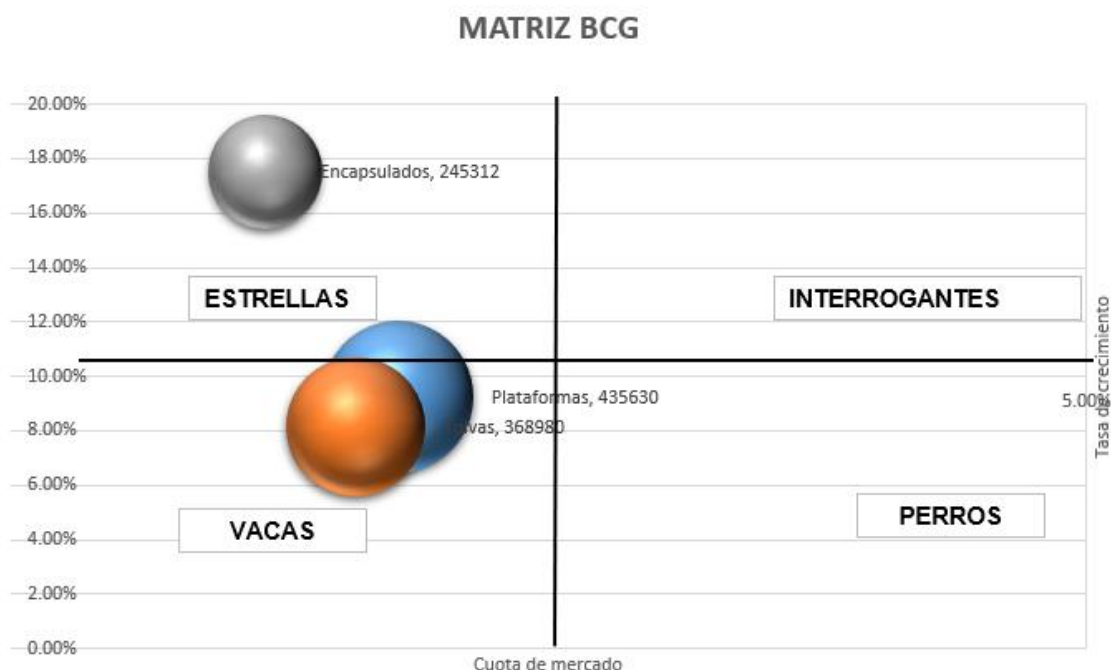 MATRIZ BCG
20.00%
18.00%
Encapsulados, 245312
16.00%
14.00%
ESTRELLAS
INTERROGANTES
12.00%
10.00%
Plataformas, 435630
5.00%
Tasa de crecimiento
8.00%
368980
6.00%
PERROS
VACAS
4.00%
2.00%
0.00%
Cuota de mercado